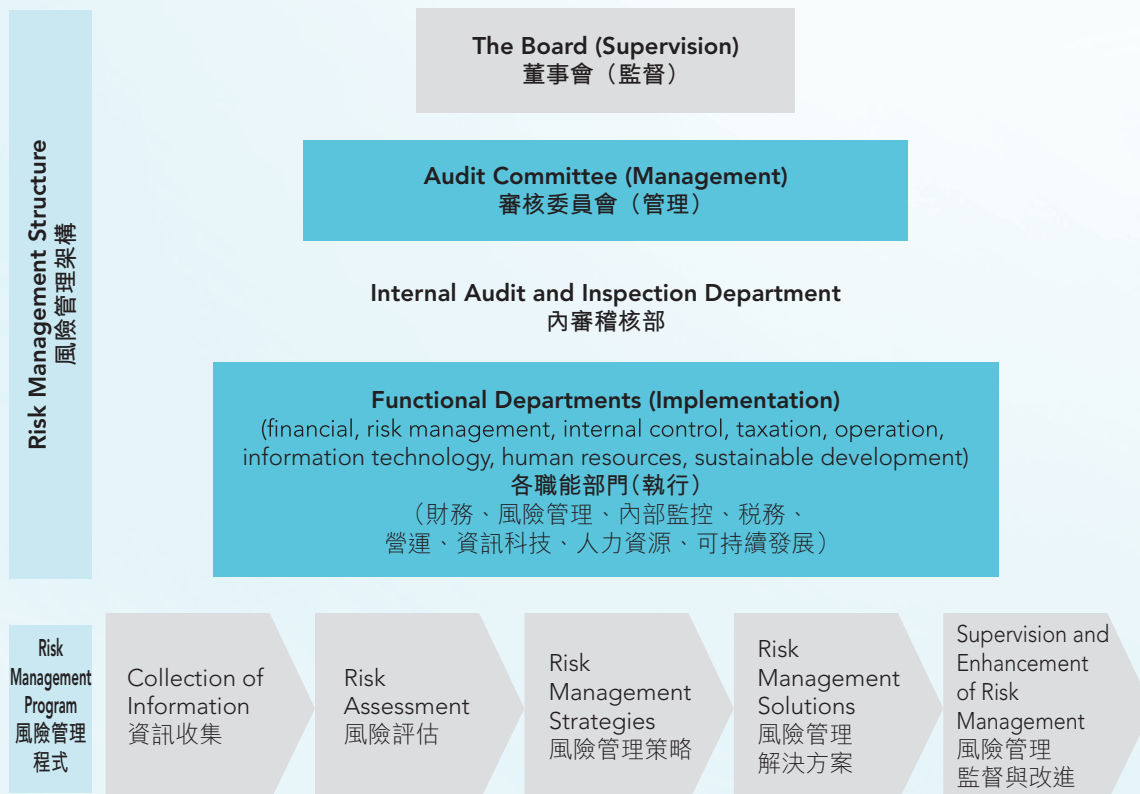 Risk Management Structure
風險管理架構
The Board (Supervision)
董事會（監督）
Audit Committee (Management)
審核委員會（管理）
Internal Audit and Inspection Department
內審稽核部
Functional Departments (Implementation)
(financial, risk management, internal control, taxation, operation,
information technology, human resources, sustainable development)
各職能部門（執行）
（財務、風險管理、內部監控、税務、
營運、資訊科技、人力資源、可持續發展）
Risk
Management
Program
風險管理
程式
Collection of
Information
資訊收集
Risk
Assessment
風險評估
Risk
Management
Strategies
風險管理策略
Risk
Management
Solutions
風險管理
解決方案
Supervision and
Enhancement
of Risk
Management
風險管理
監督與改進